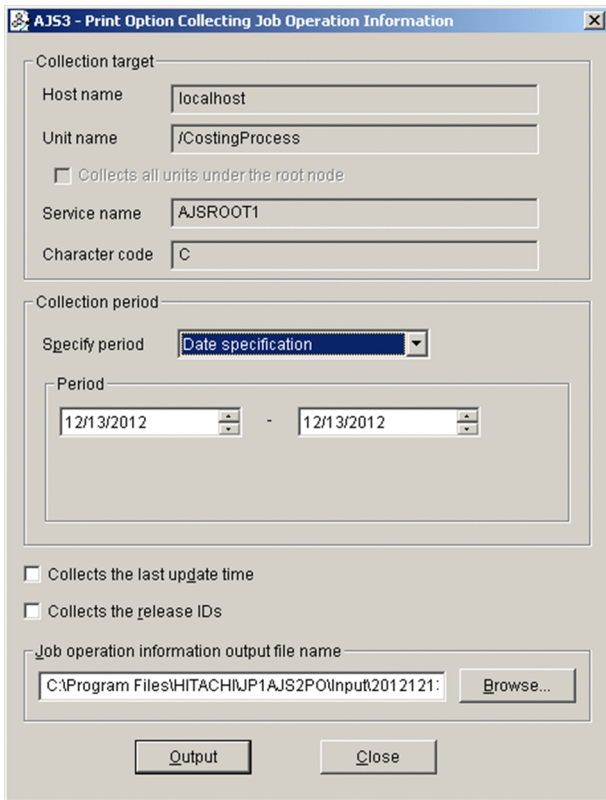 AJS3 - Print Option Collecting Job Operation Information
Collection target
Host name localhost
Unit name /CostingProcess
Collects all units under the root node
Service name AJSROOT1
Character code C
Collection period
Specify period Date specification
Period
12/13/2012 - 12/13/2012
Collects the last update time
Collects the release IDs
Job operation information output file name
C:\Program Files\HITACHI\JP1AJS2PO\Input\2012121 Browse...
Output Close